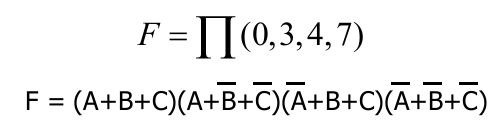 F = ∏(0,3,4,7)
F = (A+B+C)(A+B̅+C̅)(A̅+B+C)(A̅+B̅+C̅)